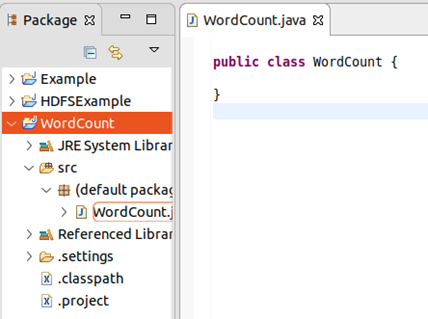 Package
Example
HDFSExample
WordCount
JRE System Librar
src
(default packag
WordCount.j
Referenced Librar
.settings
.classpath
.project
WordCount.java
public class WordCount {
}